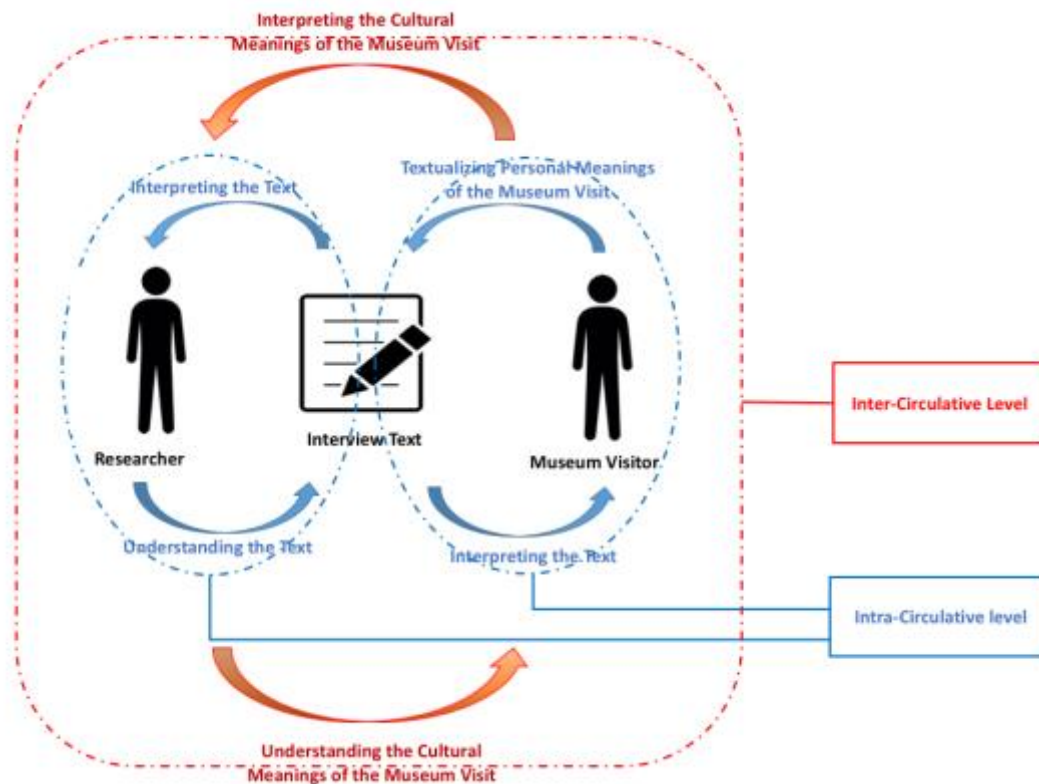 Interpreting the Cultural
Meanings of the Museum Visit
Interpreting the Text
Textualizing Personal Meanings
of the Museum Visit
Researcher
Interview Text
Museum Visitor
Inter-Circulative Level
Understanding the Text
Interpreting the Text
Intra-Circulative level
Understanding the Cultural
Meanings of the Museum Visit